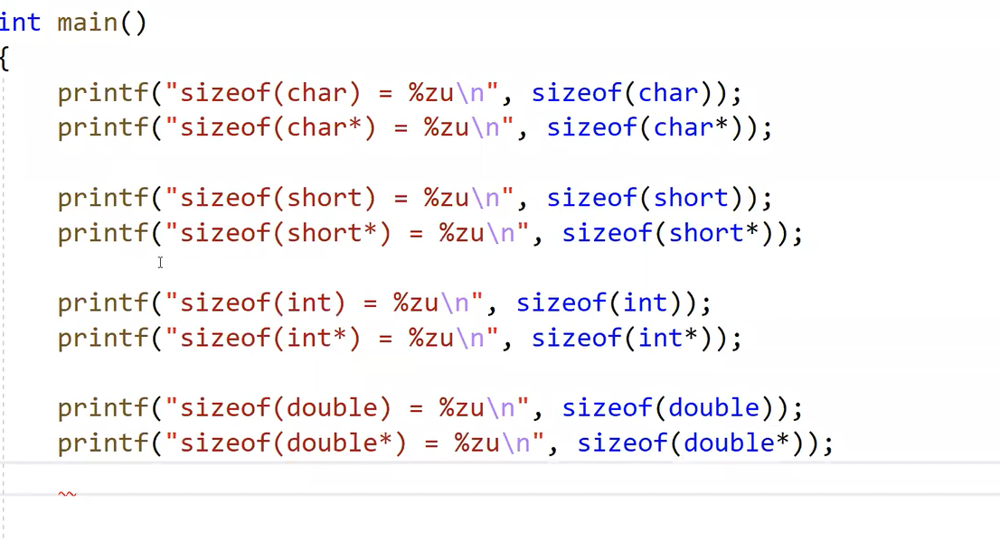 int main()
{
printf("sizeof(char) = %zu\n", sizeof(char));
printf("sizeof(char*) = %zu\n", sizeof(char*));
printf("sizeof(short) = %zu\n", sizeof(short));
printf("sizeof(short*) = %zu\n", sizeof(short*));
printf("sizeof(int) = %zu\n", sizeof(int));
printf("sizeof(int*) = %zu\n", sizeof(int*));
printf("sizeof(double) = %zu\n", sizeof(double));
printf("sizeof(double*) = %zu\n", sizeof(double*));